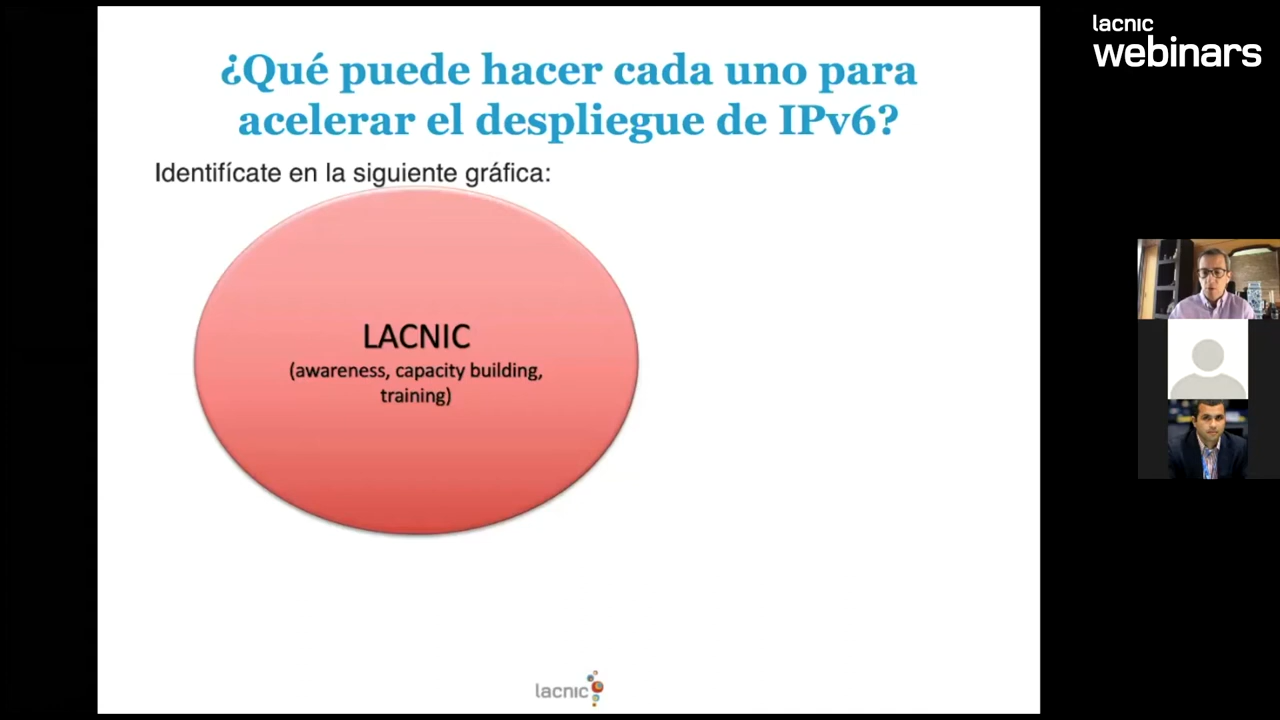 ¿Qué puede hacer cada uno para
acelerar el despliegue de IPv6?
Identifícate en la siguiente gráfica:
LACNIC
(awareness, capacity building,
training)
lacnic
lacnic
webinars